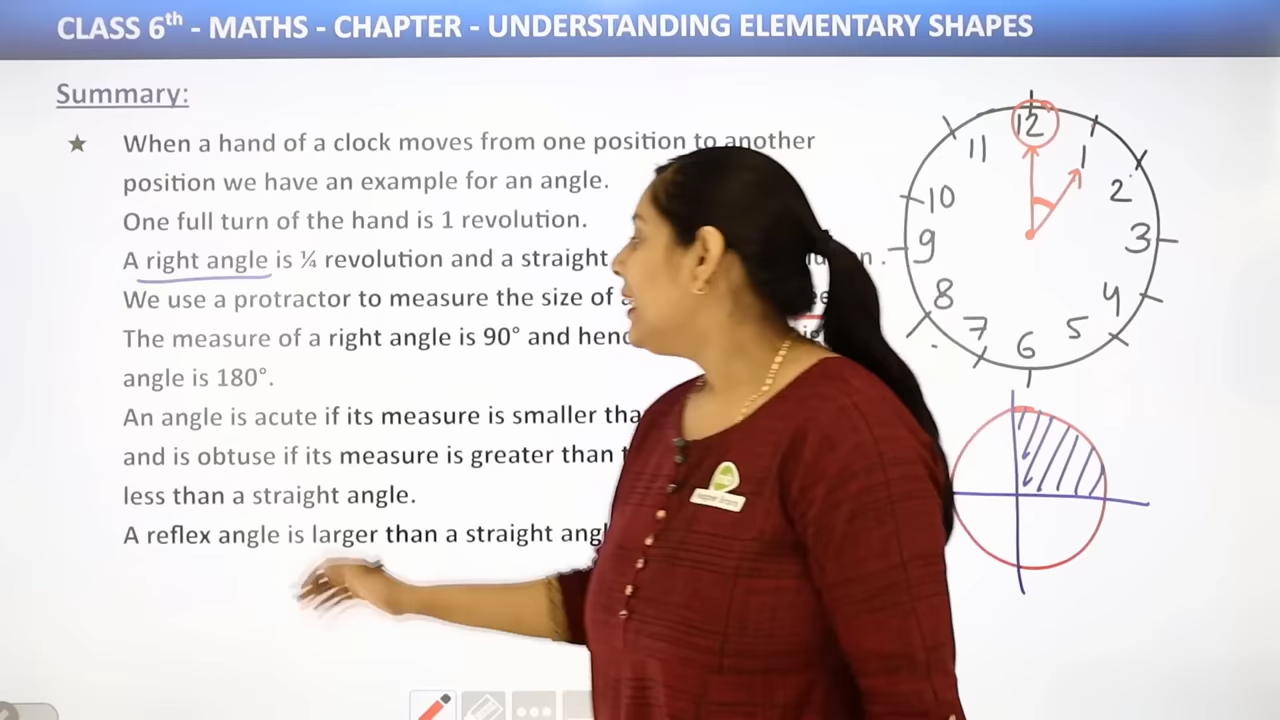 CLASS 6th - MATHS - CHAPTER - UNDERSTANDING ELEMENTARY SHAPES
Summary:
When a hand of a clock moves from one position to another
position we have an example for an angle.
One full turn of the hand is 1 revolution.
A right angle is ¼ revolution and a straight
We use a protractor to measure the size of
The measure of a right angle is 90° and
angle is 180°.
An angle is acute if its measure is smaller
and is obtuse if its measure is greater than
less than a straight angle.
A reflex angle is larger than a straight
12
11
1
10
2
9
3
8
4
7
6
5